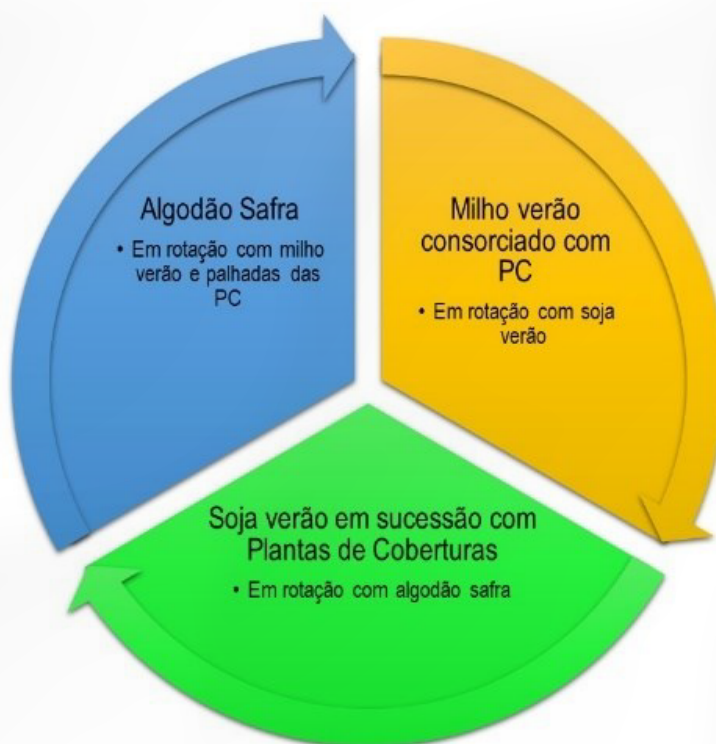 Algodão Safra
• Em rotação com milho
verão e palhadas das
PC
Milho verão
consorciado com
PC
• Em rotação com soja
verão
Soja verão em sucessão com
Plantas de Coberturas
• Em rotação com algodão safra